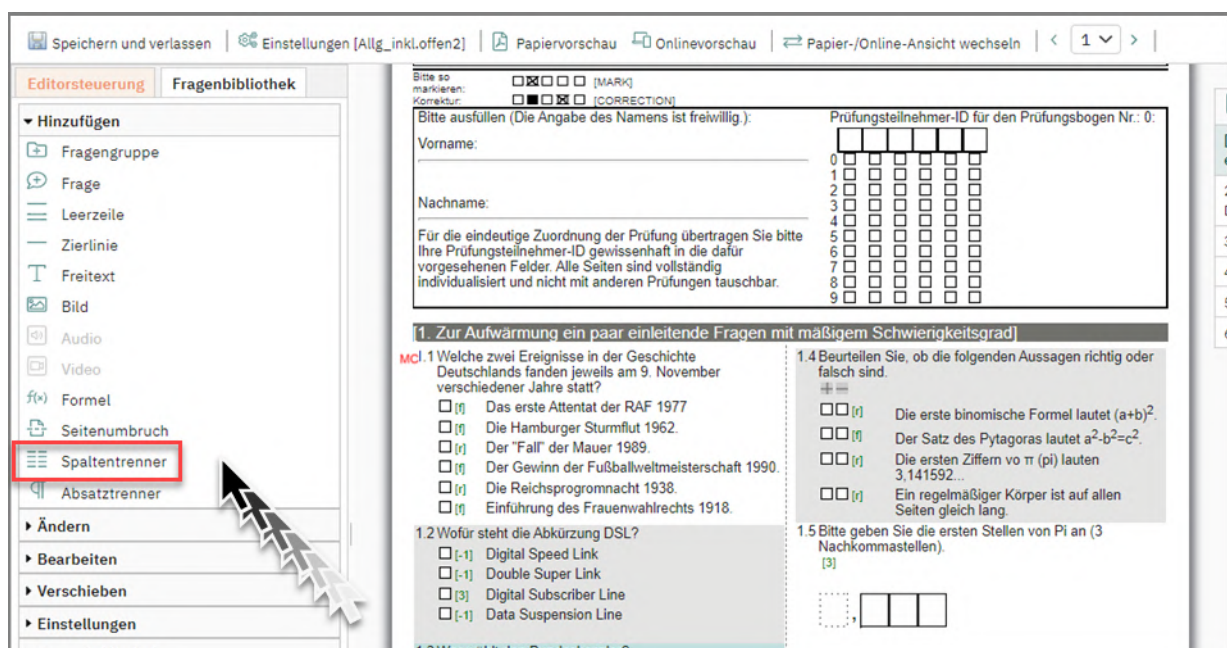 Speichern und verlassen Einstellungen [Allg_inkl.offen2] Papiervorschau Onlinevorschau Papier-/Online-Ansicht wechseln < 1 >
Editorsteuerung Fragenbibliothek
Hinzufügen
Fragengruppe
Frage
Leerzeile
Zierlinie
Freitext
Bild
Audio
Video
f(x) Formel
Seitenumbruch
Spaltentrenner
Absatztrenner
Ändern
Bearbeiten
Verschieben
Einstellungen
Bitte so
markieren: [MARK]
Korrektur: [CORRECTION]
Bitte ausfüllen (Die Angabe des Namens ist freiwillig.):
Vorname:
Nachname:
Für die eindeutige Zuordnung der Prüfung übertragen Sie bitte
Ihre Prüfungsteilnehmer-ID gewissenhaft in die dafür
vorgesehenen Felder. Alle Seiten sind vollständig
individualisiert und nicht mit anderen Prüfungen tauschbar.
Prüfungsteilnehmer-ID für den Prüfungsbogen Nr.: 0:
0
1
2
3
4
5
6
7
8
9
[1. Zur Aufwärmung ein paar einleitende Fragen mit mäßigem Schwierigkeitsgrad]
MC 1.1 Welche zwei Ereignisse in der Geschichte
Deutschlands fanden jeweils am 9. November
verschiedener Jahre statt?
[f] Das erste Attentat der RAF 1977
[f] Die Hamburger Sturmflut 1962.
[r] Der "Fall" der Mauer 1989.
[f] Der Gewinn der Fußballweltmeisterschaft 1990.
[r] Die Reichsprogromnacht 1938.
[f] Einführung des Frauenwahlrechts 1918.
1.2 Wofür steht die Abkürzung DSL?
[-1] Digital Speed Link
[-1] Double Super Link
[3] Digital Subscriber Line
[-1] Data Suspension Line
1.4 Beurteilen Sie, ob die folgenden Aussagen richtig oder
falsch sind.
[r] Die erste binomische Formel lautet (a+b)².
[f] Der Satz des Pytagoras lautet a²-b²=c².
[r] Die ersten Ziffern vo π (pi) lauten
3,141592...
[r] Ein regelmäßiger Körper ist auf allen
Seiten gleich lang.
1.5 Bitte geben Sie die ersten Stellen von Pi an (3
Nachkommastellen).
[3]
,